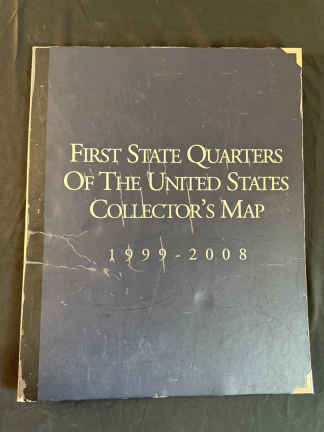 First State Quarters
Of The United States
Collector's Map
1999-2008